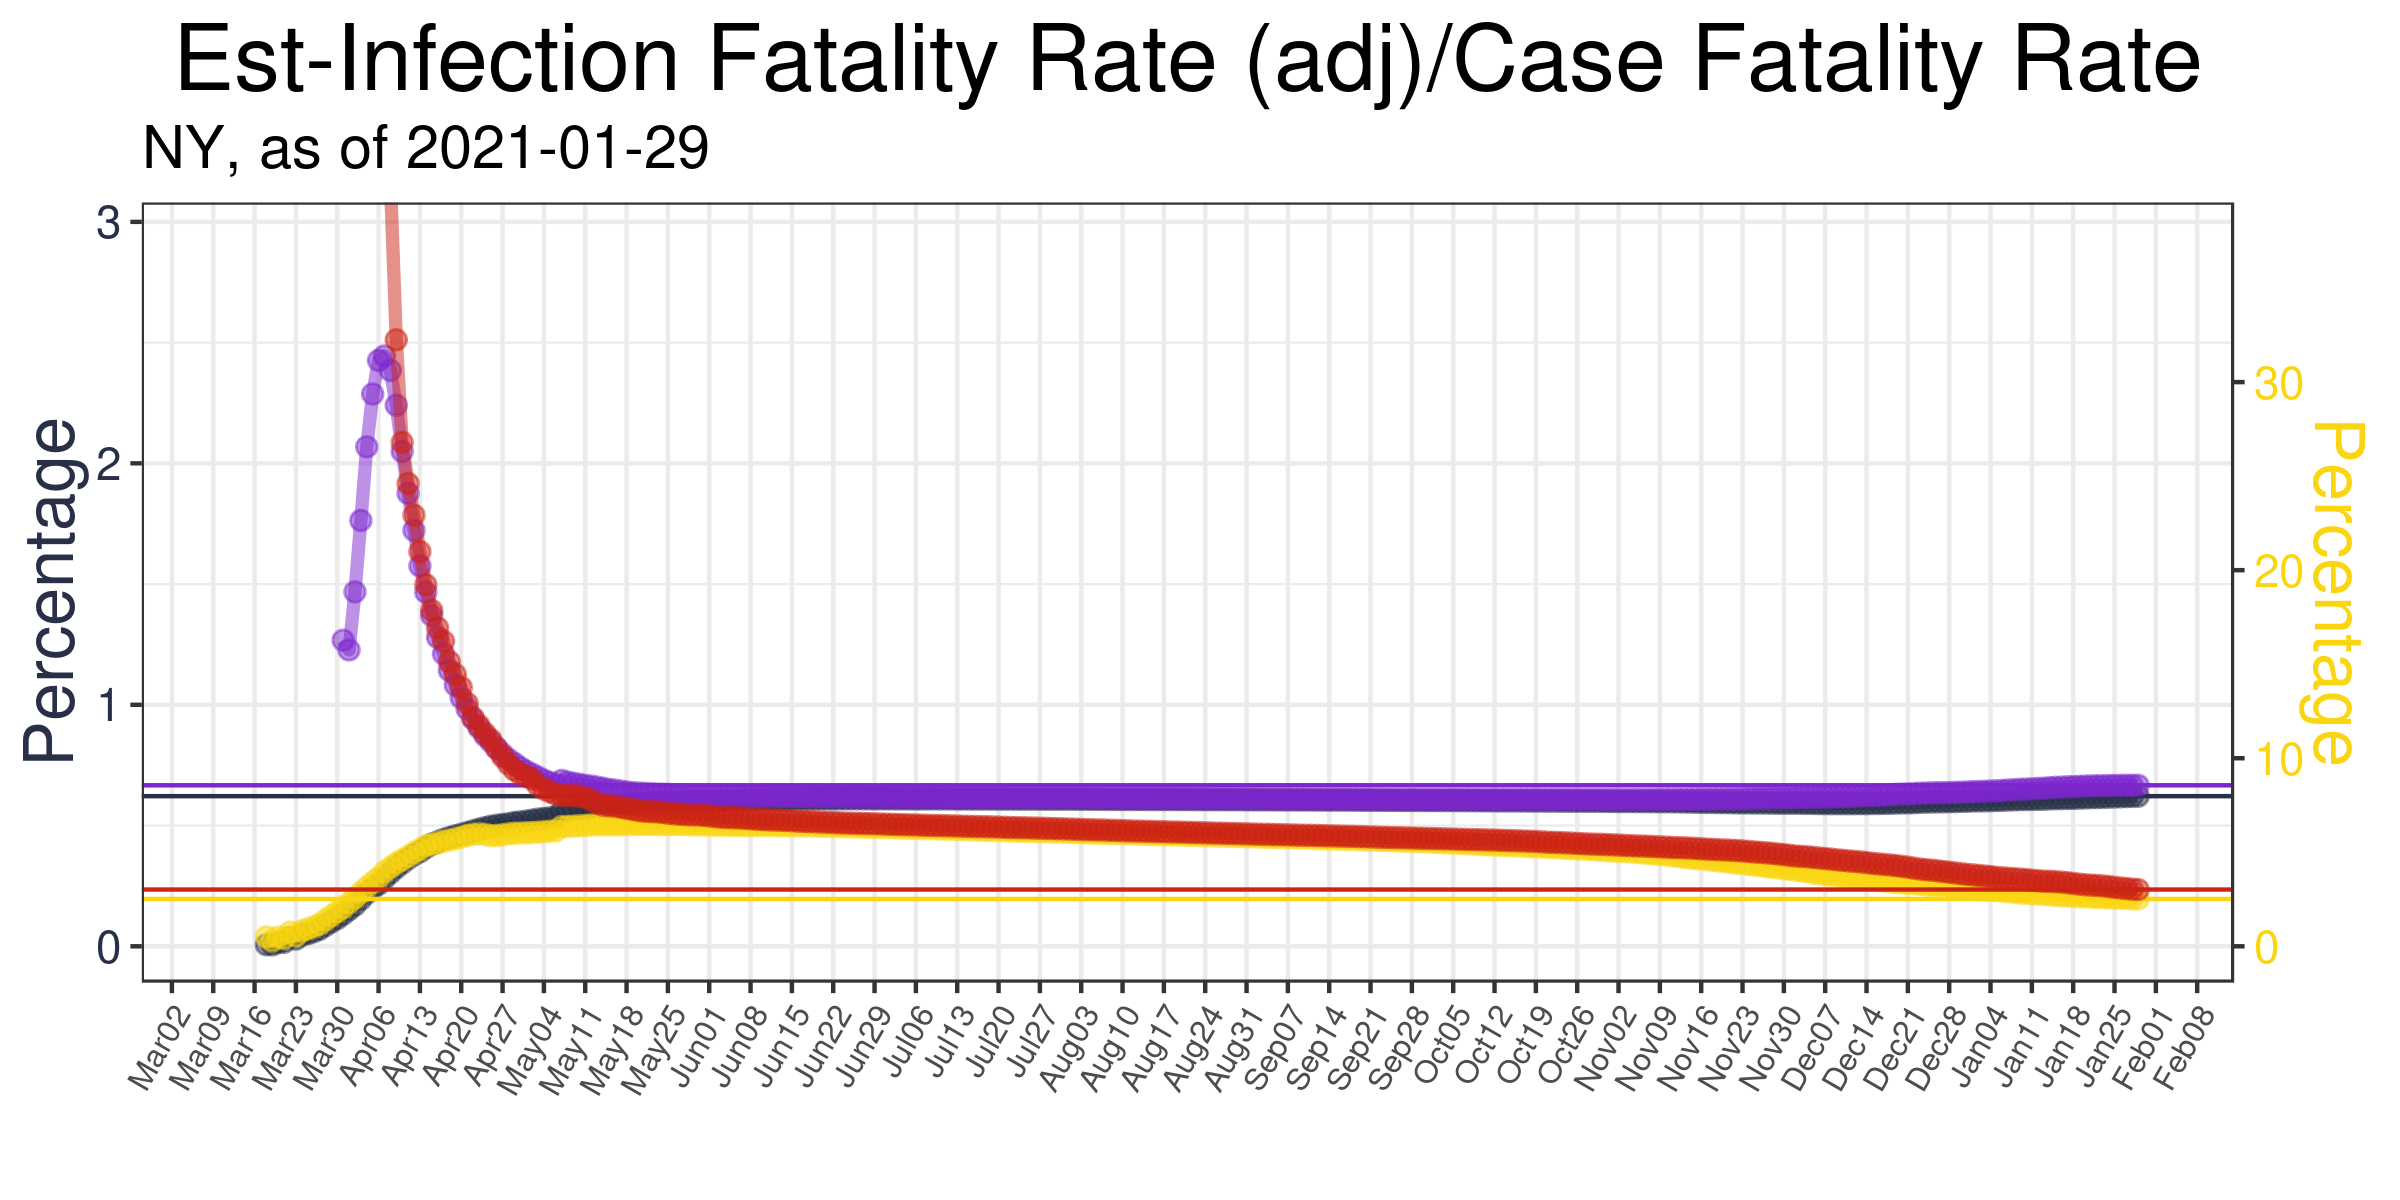 Est-Infection Fatality Rate (adj)/Case Fatality Rate
NY, as of 2021-01-29
Percentage
3
2
1
0
30
20
10
0
Percentage
Mar02
Mar09
Mar16
Mar23
Mar30
Apr06
Apr13
Apr20
Apr27
May04
May11
May18
May25
Jun01
Jun08
Jun15
Jun22
Jun29
Jul06
Jul13
Jul20
Jul27
Aug03
Aug10
Aug17
Aug24
Aug31
Sep07
Sep14
Sep21
Sep28
Oct05
Oct12
Oct19
Oct26
Nov02
Nov09
Nov16
Nov23
Nov30
Dec07
Dec14
Dec21
Dec28
Jan04
Jan11
Jan18
Jan25
Feb01
Feb08